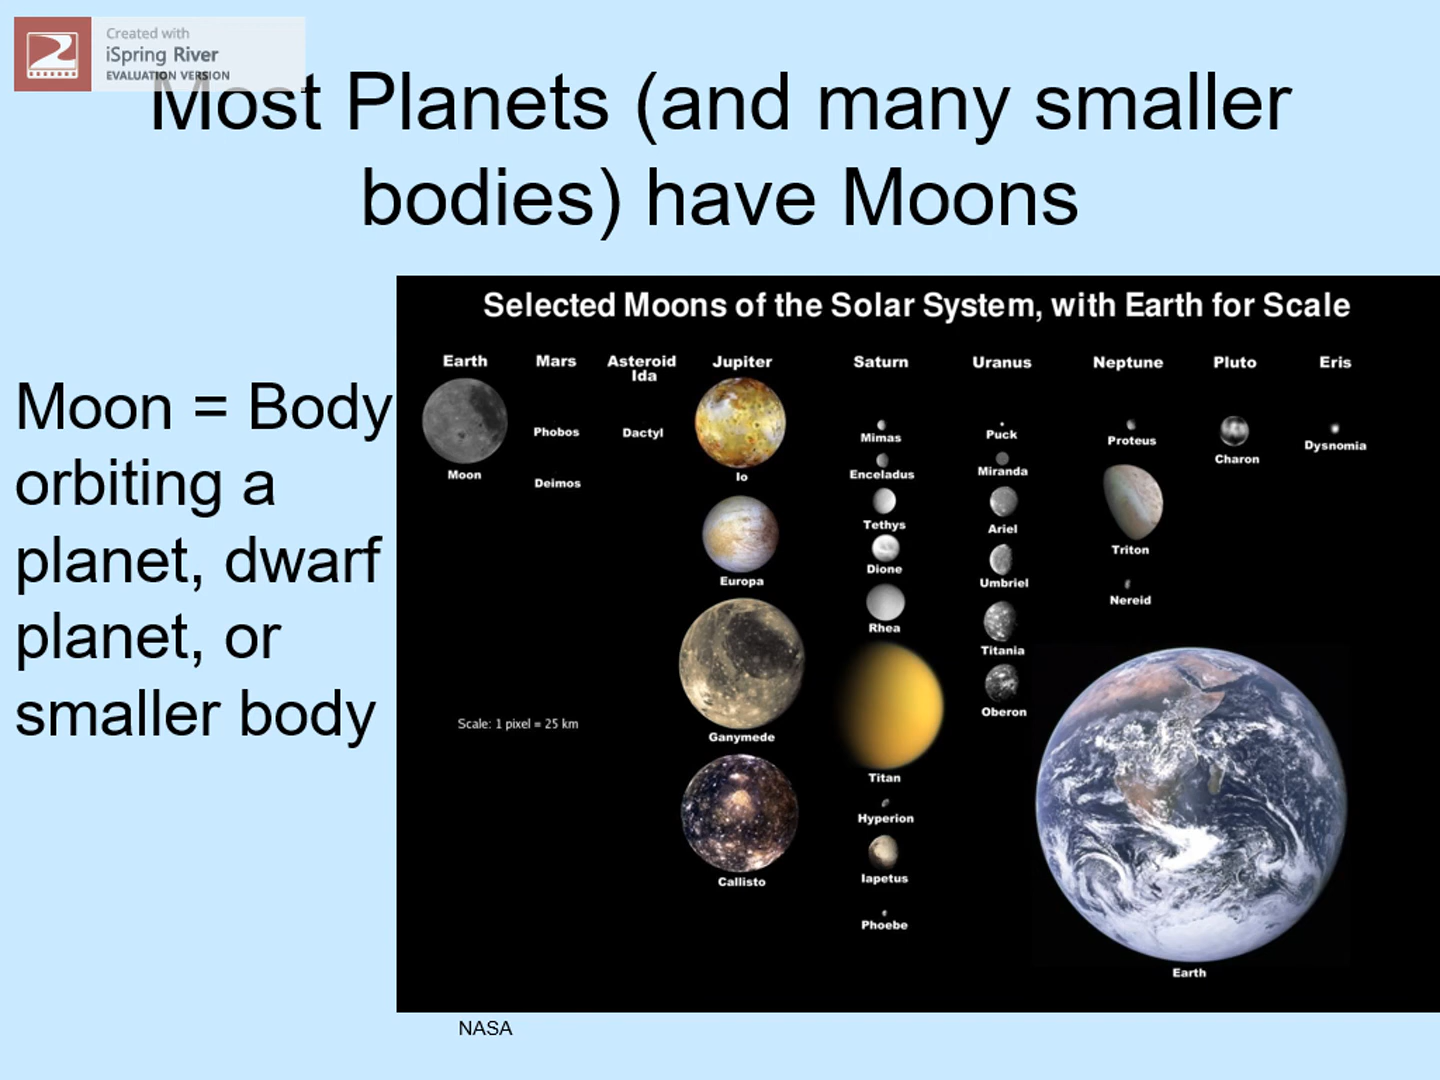 Created with
iSpring River
EVALUATION VERSION
Most Planets (and many smaller
bodies) have Moons
Moon = Body
orbiting a
planet, dwarf
planet, or
smaller body
Selected Moons of the Solar System, with Earth for Scale
Earth
Moon
Mars
Phobos
Deimos
Asteroid
Ida
Dactyl
Jupiter
Io
Europa
Ganymede
Callisto
Saturn
Mimas
Enceladus
Tethys
Dione
Rhea
Titan
Hyperion
Iapetus
Phoebe
Uranus
Puck
Miranda
Ariel
Umbriel
Titania
Oberon
Neptune
Proteus
Triton
Nereid
Pluto
Charon
Eris
Dysnomia
Scale: 1 pixel = 25 km
Earth
NASA